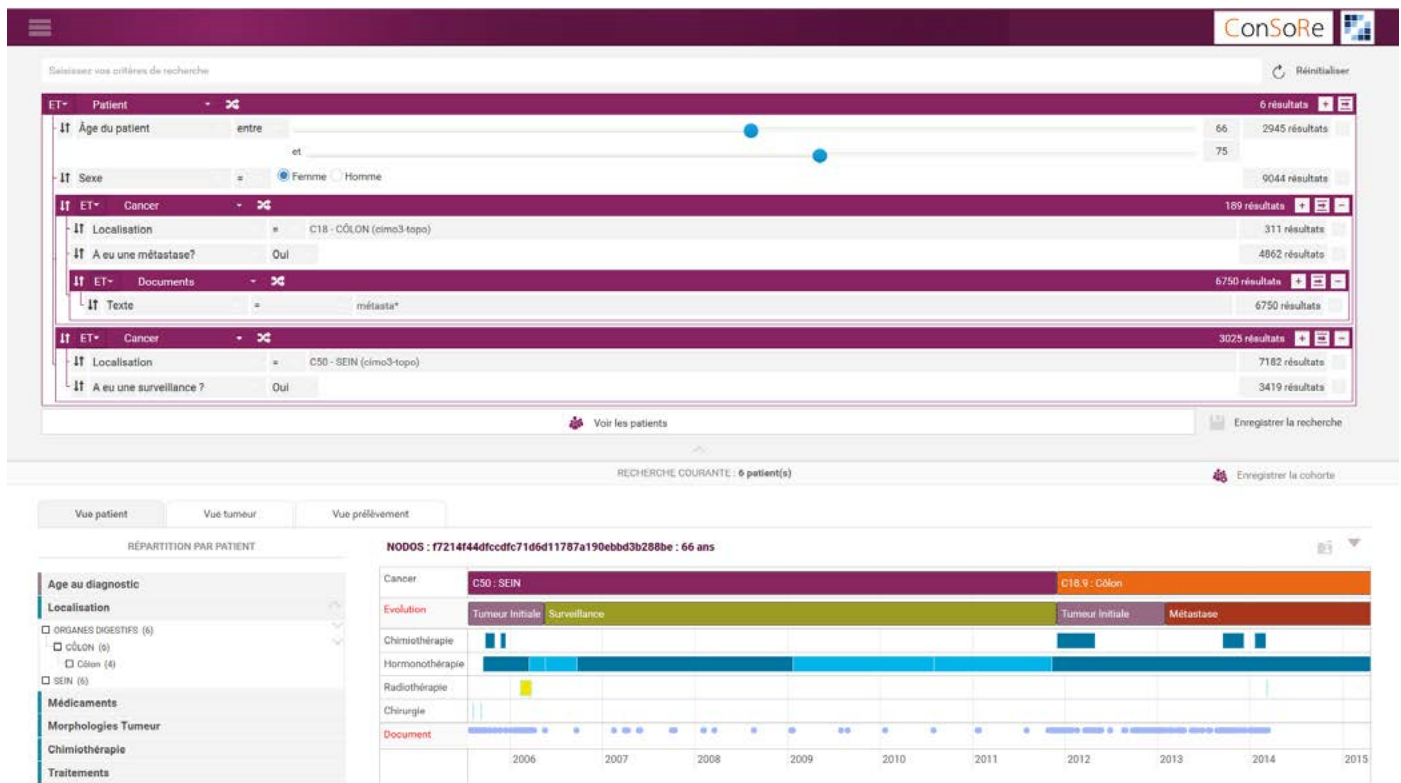 ConSoRe
Saisissez vos critères de recherche
Réinitialiser
ET Patient 6 résultats
Âge du patient entre 66 2945 résultats
et 75
Sexe = Femme Homme 9044 résultats
ET Cancer 189 résultats
Localisation = C18 - CÔLON (cimo3-topo) 311 résultats
A eu une métastase? Oui 4862 résultats
ET Documents 6750 résultats
Texte = métasta* 6750 résultats
ET Cancer 3025 résultats
Localisation = C50 - SEIN (cimo3-topo) 7182 résultats
A eu une surveillance ? Oui 3419 résultats
Voir les patients Enregistrer la recherche
RECHERCHE COURANTE : 6 patient(s) Enregistrer la cohorte
Vue patient Vue tumeur Vue prélèvement
RÉPARTITION PAR PATIENT
NODOS : f7214f44dfccdfc71d6d11787a190ebbd3b288be : 66 ans
Age au diagnostic
Localisation
ORGANES DIGESTIFS (6)
CÔLON (6)
Côlon (4)
SEIN (6)
Médicaments
Morphologies Tumeur
Chimiothérapie
Traitements
Cancer C50 : SEIN C18.9 : Côlon
Evolution Tumeur Initiale Surveillance Tumeur Initiale Métastase
Chimiothérapie
Hormonothérapie
Radiothérapie
Chirurgie
Document
2006 2007 2008 2009 2010 2011 2012 2013 2014 2015